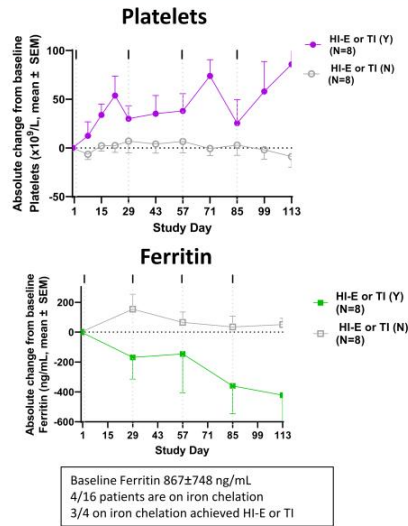 Platelets
Absolute change from baseline
Platelets (x10⁹/L, mean ± SEM)
100
50
0
-50
1 15 29 43 57 71 85 99 113
Study Day
HI-E or TI (Y)
(N=8)
HI-E or TI (N)
(N=8)
Ferritin
Absolute change from baseline
Ferritin (ng/mL, mean ± SEM)
200
0
-200
-400
-600
1 15 29 43 57 71 85 99 113
Study Day
HI-E or TI (Y)
(N=8)
HI-E or TI (N)
(N=8)
Baseline Ferritin 867±748 ng/mL
4/16 patients are on iron chelation
3/4 on iron chelation achieved HI-E or TI